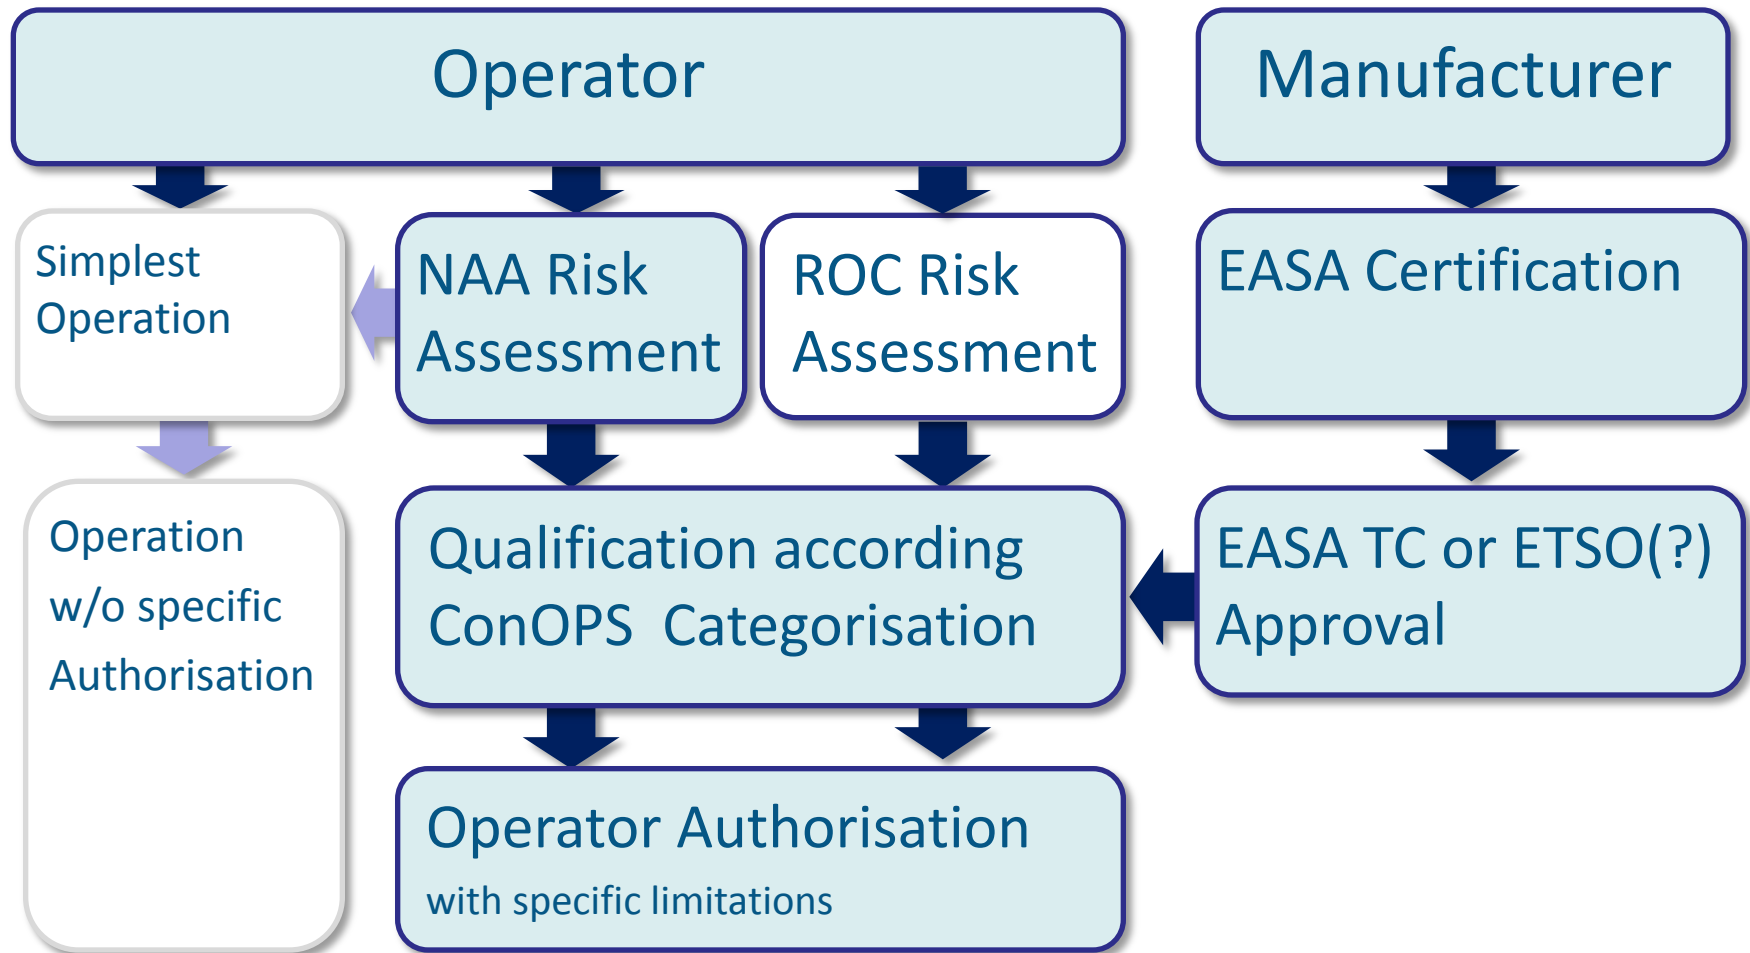 Operator
Manufacturer
Simplest
Operation
NAA Risk
Assessment
ROC Risk
Assessment
EASA Certification
Operation
w/o specific
Authorisation
Qualification according
ConOPS  Categorisation
EASA TC or ETSO(?)
Approval
Operator Authorisation
with specific limitations